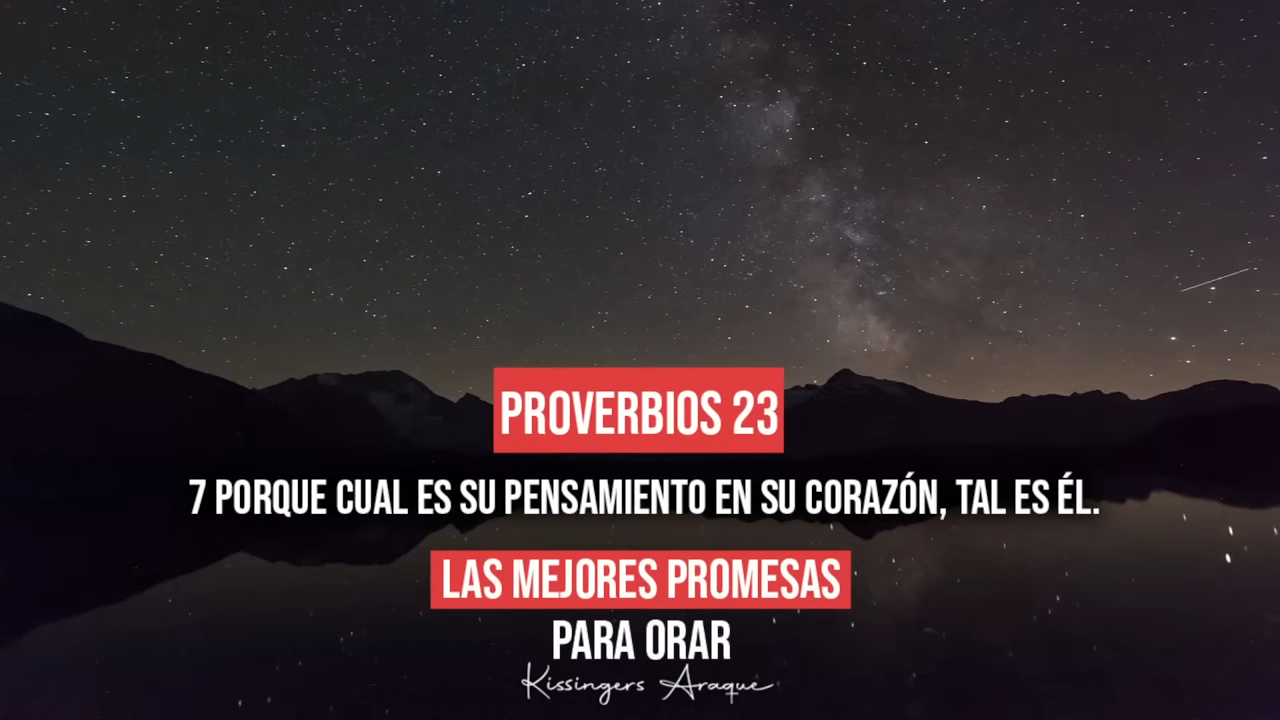 PROVERBIOS 23
7 PORQUE CUAL ES SU PENSAMIENTO EN SU CORAZÓN, TAL ES ÉL.
LAS MEJORES PROMESAS
PARA ORAR
Kissingers Araque